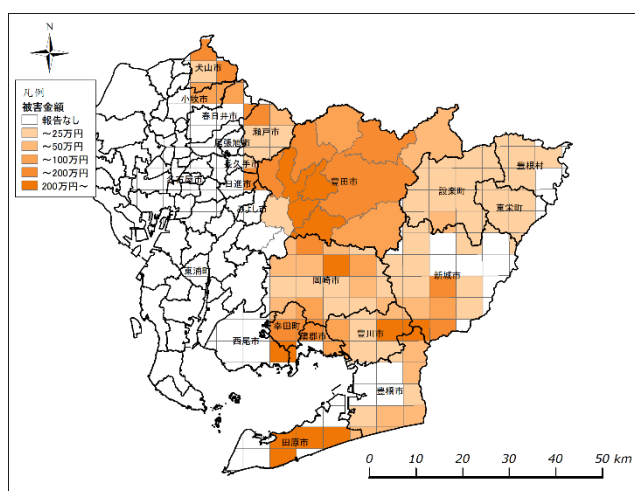 N
凡例
被害金額
報告なし
～25万円
～50万円
～100万円
～200万円
200万円～
犬山市
小牧市
春日井市
瀬戸市
尾張旭市
長久手市
名古屋市
日進市
みよし市
豊田市
設楽町
豊根村
東栄町
東浦町
岡崎市
新城市
幸田町
蒲郡市
豊川市
西尾市
豊橋市
田原市
0 10 20 30 40 50 km